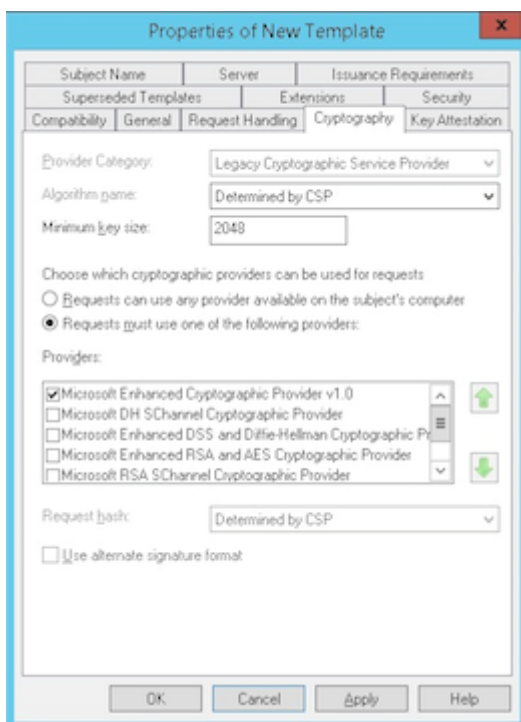 Properties of New Template
x
Subject Name Server Issuance Requirements
Superseded Templates Extensions Security
Compatibility General Request Handling Cryptography Key Attestation
Provider Category: Legacy Cryptographic Service Provider
Algorithm name: Determined by CSP
Minimum key size: 2048
Choose which cryptographic providers can be used for requests
Requests can use any provider available on the subject's computer
Requests must use one of the following providers:
Providers:
Microsoft Enhanced Cryptographic Provider v1.0
Microsoft DH SChannel Cryptographic Provider
Microsoft Enhanced DSS and Diffie-Hellman Cryptographic Pr
Microsoft Enhanced RSA and AES Cryptographic Provider
Microsoft RSA SChannel Cryptographic Provider
Request hash: Determined by CSP
Use alternate signature format
OK Cancel Apply Help